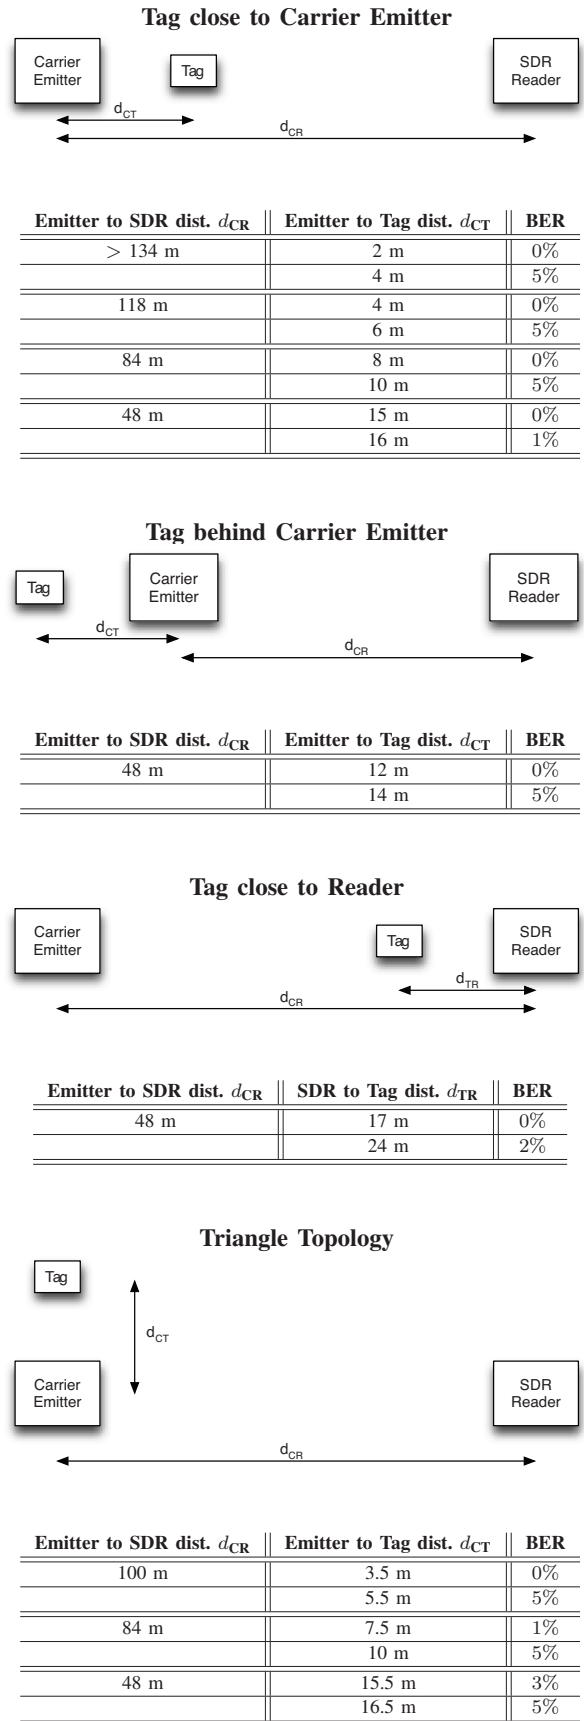 Tag close to Carrier Emitter
Carrier
Emitter
Tag
SDR
Reader
dCT
dCR
Emitter to SDR dist. dCR Emitter to Tag dist. dCT BER
> 134 m 2 m 0%
4 m 5%
118 m 4 m 0%
6 m 5%
84 m 8 m 0%
10 m 5%
48 m 15 m 0%
16 m 1%
Tag behind Carrier Emitter
Tag
Carrier
Emitter
SDR
Reader
dCT
dCR
Emitter to SDR dist. dCR Emitter to Tag dist. dCT BER
48 m 12 m 0%
14 m 5%
Tag close to Reader
Carrier
Emitter
Tag
SDR
Reader
dTR
dCR
Emitter to SDR dist. dCR SDR to Tag dist. dTR BER
48 m 17 m 0%
24 m 2%
Triangle Topology
Tag
dCT
Carrier
Emitter
SDR
Reader
dCR
Emitter to SDR dist. dCR Emitter to Tag dist. dCT BER
100 m 3.5 m 0%
5.5 m 5%
84 m 7.5 m 1%
10 m 5%
48 m 15.5 m 3%
16.5 m 5%